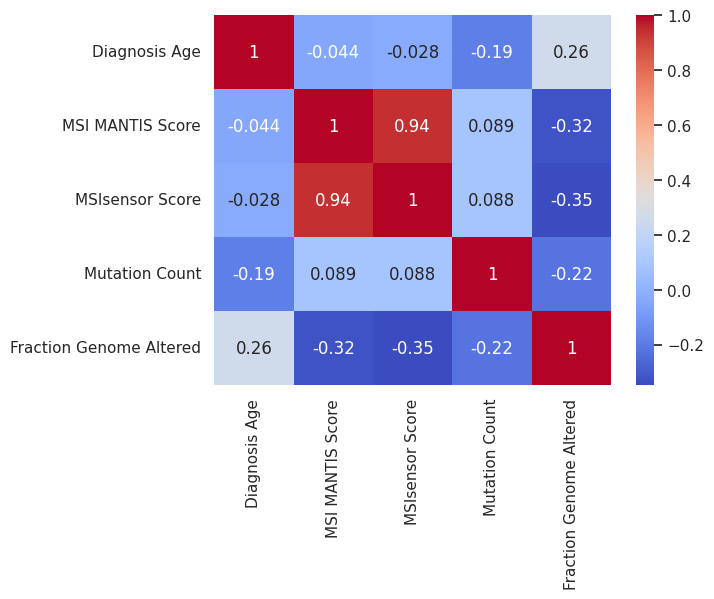 Diagnosis Age 1 -0.044 -0.028 -0.19 0.26
MSI MANTIS Score -0.044 1 0.94 0.089 -0.32
MSIsensor Score -0.028 0.94 1 0.088 -0.35
Mutation Count -0.19 0.089 0.088 1 -0.22
Fraction Genome Altered 0.26 -0.32 -0.35 -0.22 1
Diagnosis Age
MSI MANTIS Score
MSIsensor Score
Mutation Count
Fraction Genome Altered
1.0
0.8
0.6
0.4
0.2
0.0
−0.2